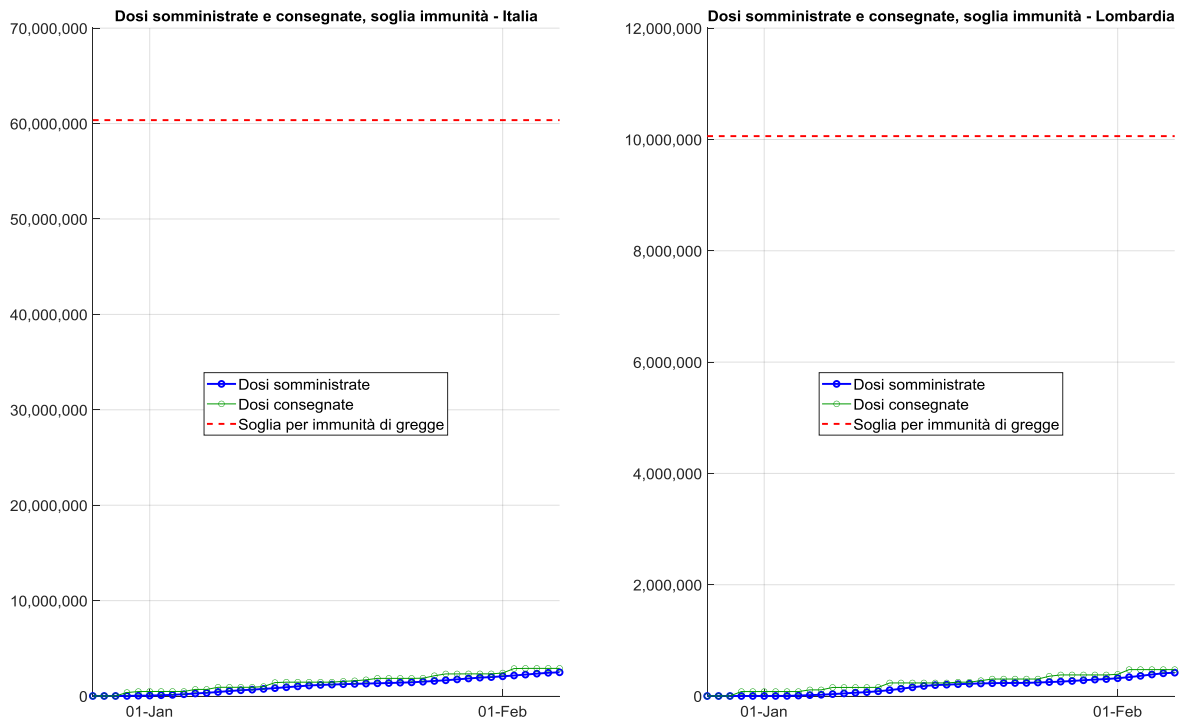 Dosi somministrate e consegnate, soglia immunità - Italia
70,000,000
60,000,000
50,000,000
40,000,000
30,000,000
20,000,000
10,000,000
0
01-Jan
01-Feb
Dosi somministrate
Dosi consegnate
Soglia per immunità di gregge
Dosi somministrate e consegnate, soglia immunità - Lombardia
12,000,000
10,000,000
8,000,000
6,000,000
4,000,000
2,000,000
0
01-Jan
01-Feb
Dosi somministrate
Dosi consegnate
Soglia per immunità di gregge